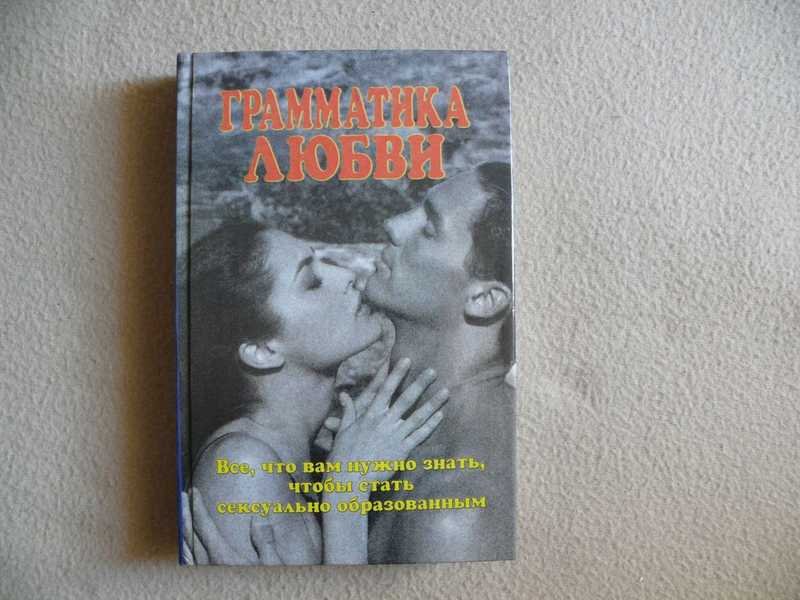 ГРАММАТИКА
ЛЮБВИ
Все, что вам нужно знать,
чтобы стать
сексуально образованным